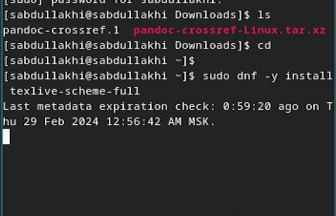 [sudo] password for sabdullakhi:
[sabdullakhi@sabdullakhi Downloads]$ ls
pandoc-crossref.1 pandoc-crossref-Linux.tar.xz
[sabdullakhi@sabdullakhi Downloads]$ cd
[sabdullakhi@sabdullakhi ~]$
[sabdullakhi@sabdullakhi ~]$ sudo dnf -y install
texlive-scheme-full
Last metadata expiration check: 0:59:20 ago on T
hu 29 Feb 2024 12:56:42 AM MSK.